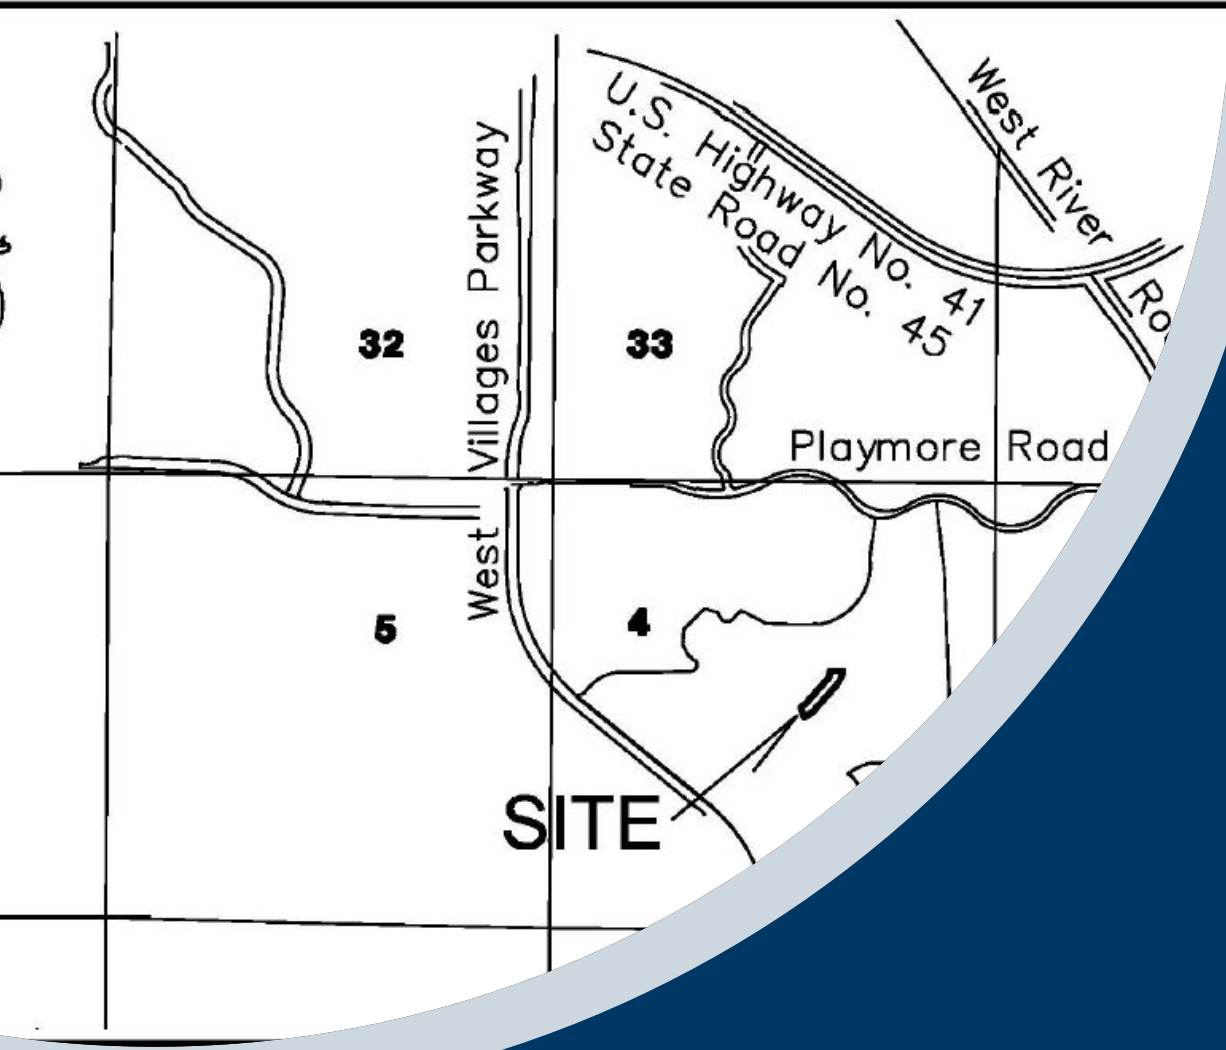 West River
Ro
U.S. Highway No. 41
State Road No. 45
West Villages Parkway
32
33
Playmore Road
5
4
SITE